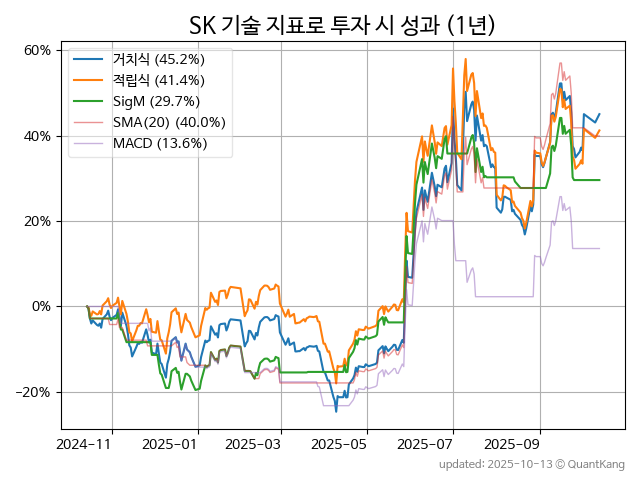 SK 기술 지표로 투자 시 성과 (1년)
60%
40%
20%
0%
−20%
거치식 (45.2%)
적립식 (41.4%)
SigM (29.7%)
SMA(20) (40.0%)
MACD (13.6%)
2024-11 2025-01 2025-03 2025-05 2025-07 2025-09
updated: 2025-10-13 © QuantKang